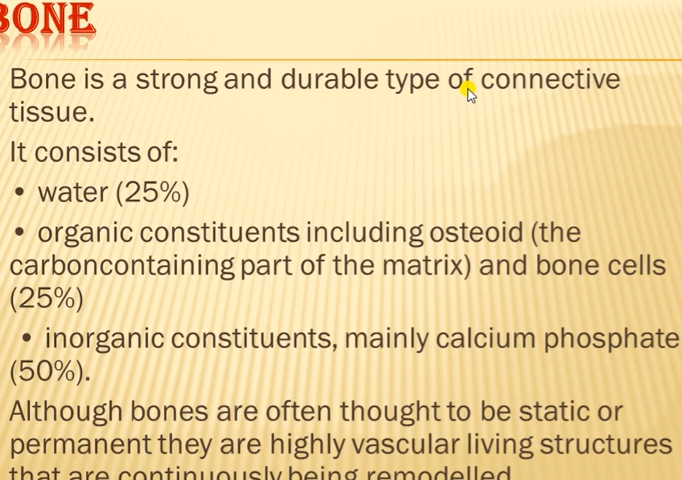 BONE
Bone is a strong and durable type of connective
tissue.
It consists of:
• water (25%)
• organic constituents including osteoid (the
carboncontaining part of the matrix) and bone cells
(25%)
• inorganic constituents, mainly calcium phosphate
(50%).
Although bones are often thought to be static or
permanent they are highly vascular living structures
that are continuously being remodelled